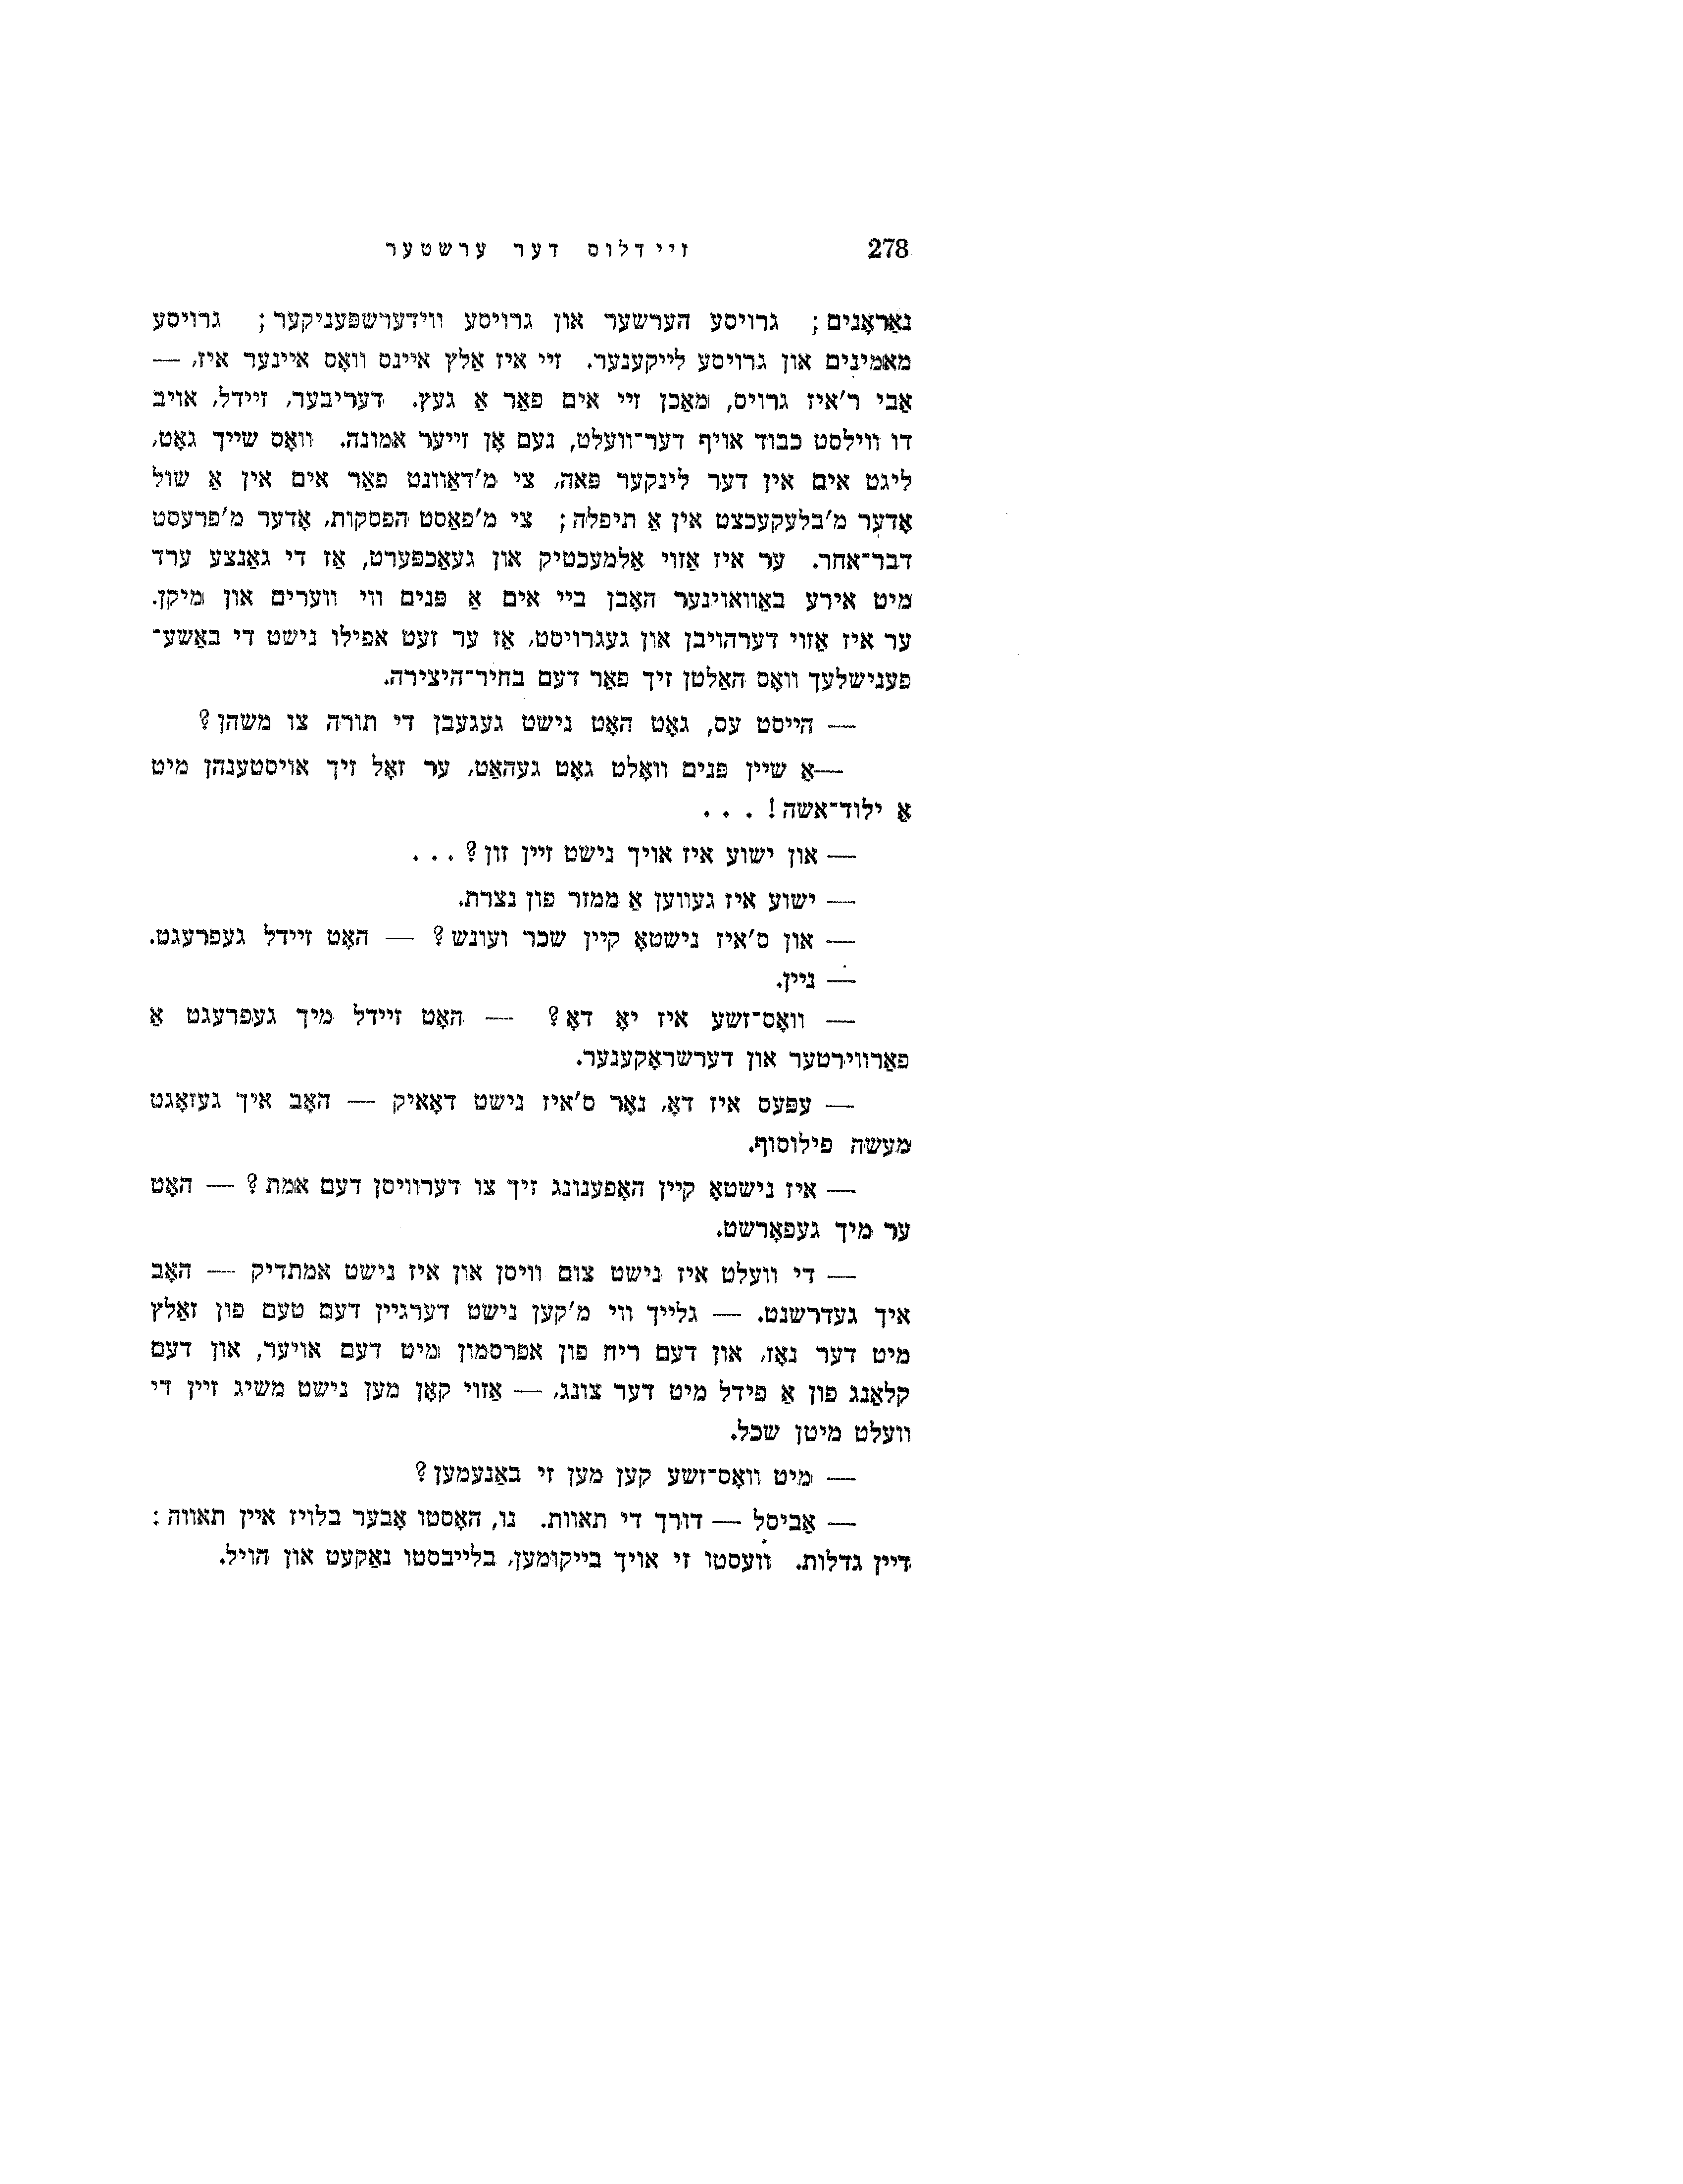 278 זיידלוס דער ערשטער
נאַראָנים; גרויסע הערשער און גרויסע ווידערשפּעניקער; גרויסע
מאמינים און גרויסע לייקענער. זיי איז אַלץ איינס וואָס איינער איז, —
אַבי ר'איז גרויס, מאַכן זיי אים פאַר אַ געץ. דעריבער, זיידל, אויב
דו ווילסט כבוד אויף דער־וועלט, נעם אָן זייער אמונה. וואָס שייך גאָט,
ליגט אים אין דער לינקער פּאה, צי מ'דאַוונט פאַר אים אין אַ שול
אָדער מ'בלעקעכצט אין אַ תיפלה; צי מ'פאַסט הפסקות, אָדער מ'פרעסט
דבר־אחר. ער איז אַזוי אַלמעכטיק און געאַכפּערט, אַז די גאַנצע ערד
מיט אירע באַוואוינער האָבן ביי אים אַ פּנים ווי ווערים און מיקן.
ער איז אַזוי דערהויבן און געגרויסט, אַז ער זעט אפילו נישט די באַשע־
פענישלעך וואָס האַלטן זיך פאַר דעם בחיר־היצירה.
— הייסט עס, גאָט האָט נישט געגעבן די תורה צו משהן?
—אַ שיין פּנים וואָלט גאָט געהאַט, ער זאָל זיך אויסטענהן מיט
אַ ילוד־אשה! . . .
— און ישוע איז אויך נישט זיין זון? . . .
— ישוע איז געווען אַ ממזר פון נצרת.
— און ס'איז נישטאָ קיין שכר ועונש? — האָט זיידל געפרעגט.
— ניין.
— וואָס־זשע איז יאָ דאָ? — האָט זיידל מיך געפרעגט אַ
פאַרווירטער און דערשראָקענער.
— עפּעס איז דאָ, נאָר ס'איז נישט דאָאיק — האָב איך געזאָגט
מעשה פילוסוף.
— איז נישטאָ קיין האָפענונג זיך צו דערוויסן דעם אמת? — האָט
ער מיך געפאָרשט.
— די וועלט איז נישט צום וויסן און איז נישט אמתדיק — האָב
איך געדרשנט. — גלייך ווי מ'קען נישט דערגיין דעם טעם פון זאַלץ
מיט דער נאָז, און דעם ריח פון אפרסמון מיט דעם אויער, און דעם
קלאַנג פון אַ פידל מיט דער צונג, — אַזוי קאָן מען נישט משיג זיין די
וועלט מיטן שכל.
— מיט וואָס־זשע קען מען זי באַנעמען?
— אַביסל — דורך די תאוות. נו, האָסטו אָבער בלויז איין תאווה:
דיין גדלות. וועסטו זי אויך בייקומען, בלייבסטו נאַקעט און הויל.